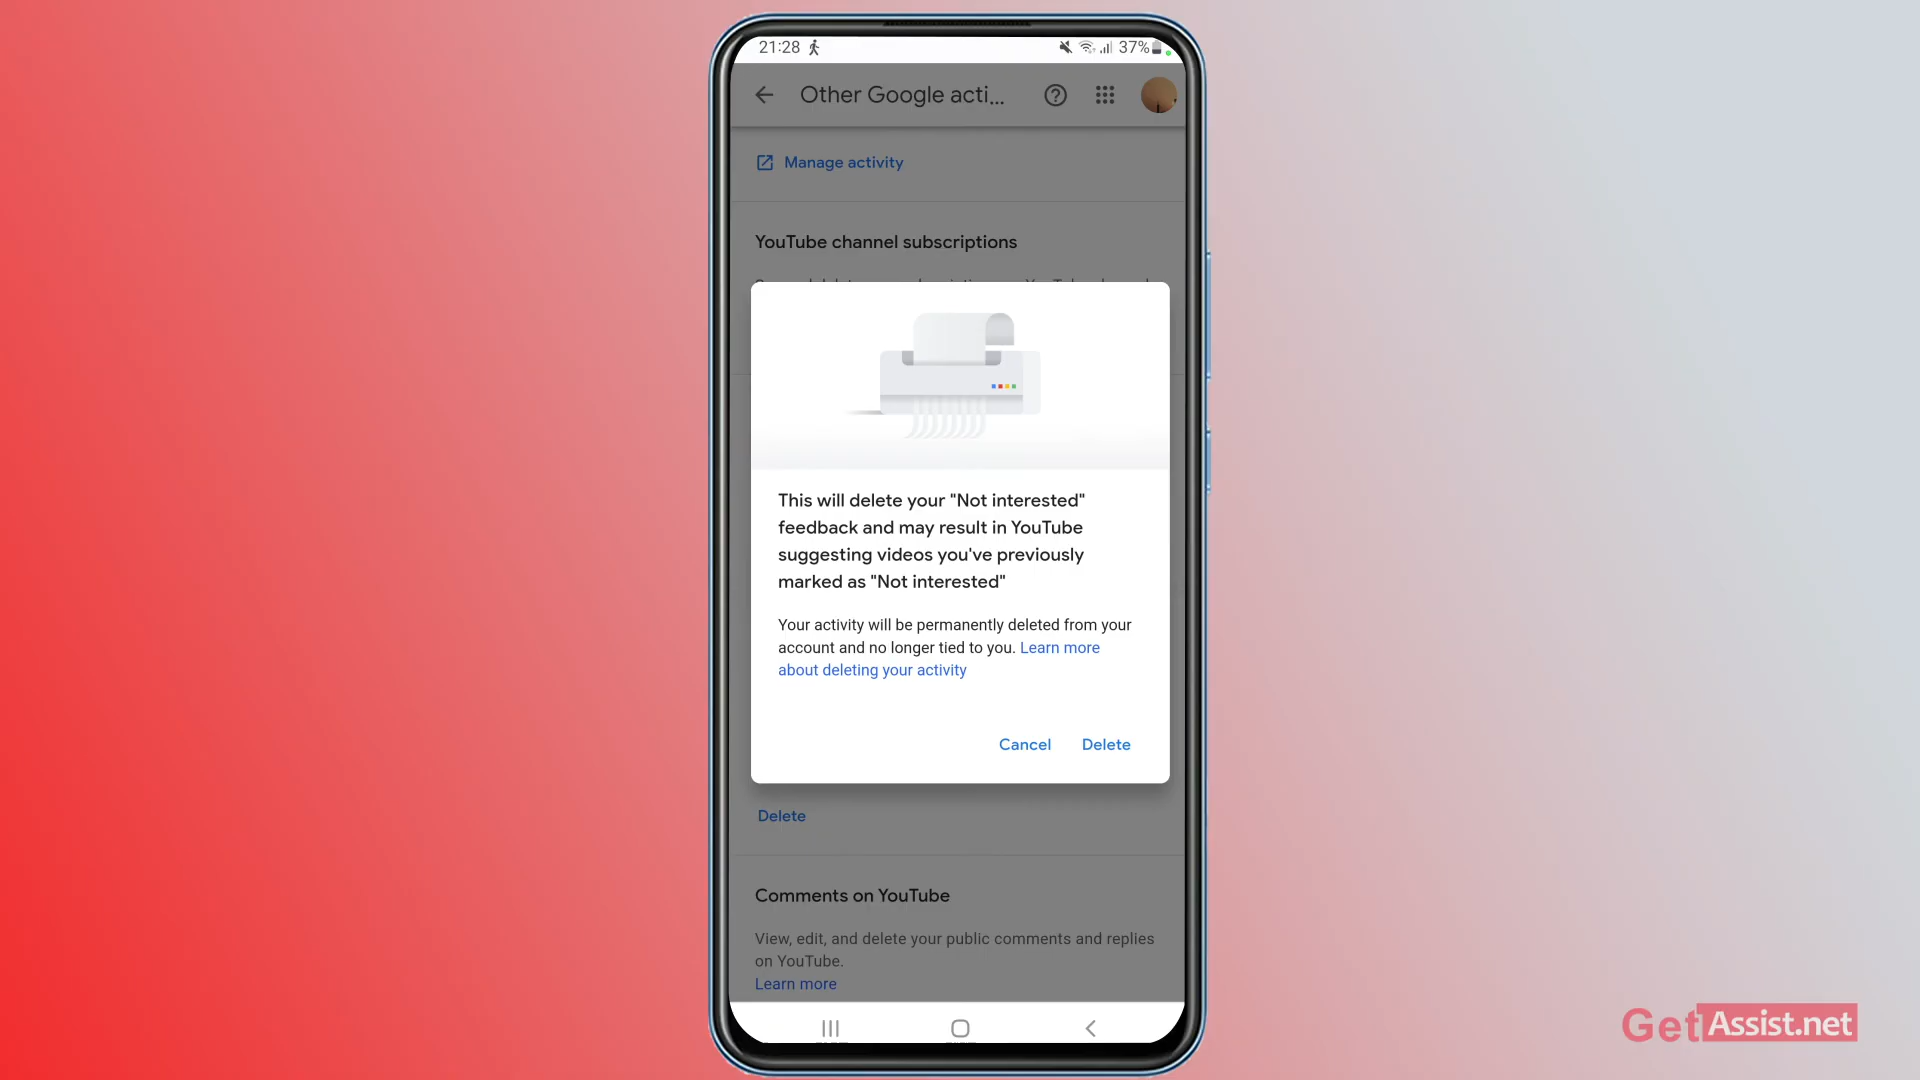 21:28
37%
Other Google acti...
Manage activity
YouTube channel subscriptions
This will delete your "Not interested"
feedback and may result in YouTube
suggesting videos you've previously
marked as "Not interested"
Your activity will be permanently deleted from your
account and no longer tied to you. Learn more
about deleting your activity
Cancel Delete
Delete
Comments on YouTube
View, edit, and delete your public comments and replies
on YouTube.
Learn more
GetAssist.net